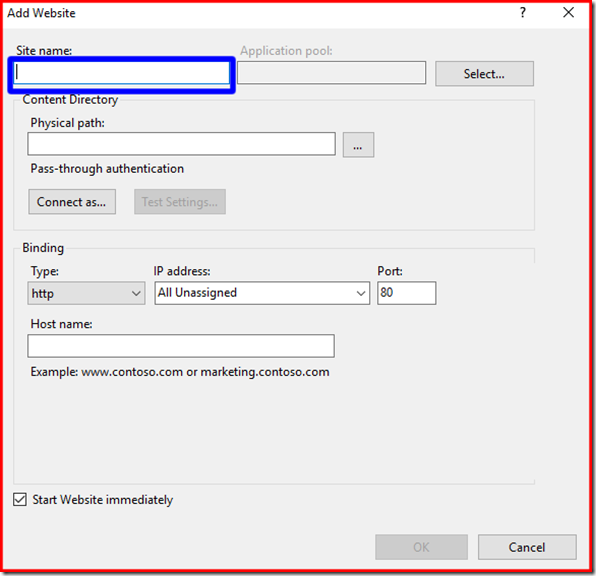 Add Website ?
Site name: Application pool:
Select...
Content Directory
Physical path:
...
Pass-through authentication
Connect as... Test Settings...
Binding
Type: IP address: Port:
http All Unassigned 80
Host name:
Example: www.contoso.com or marketing.contoso.com
Start Website immediately
OK Cancel